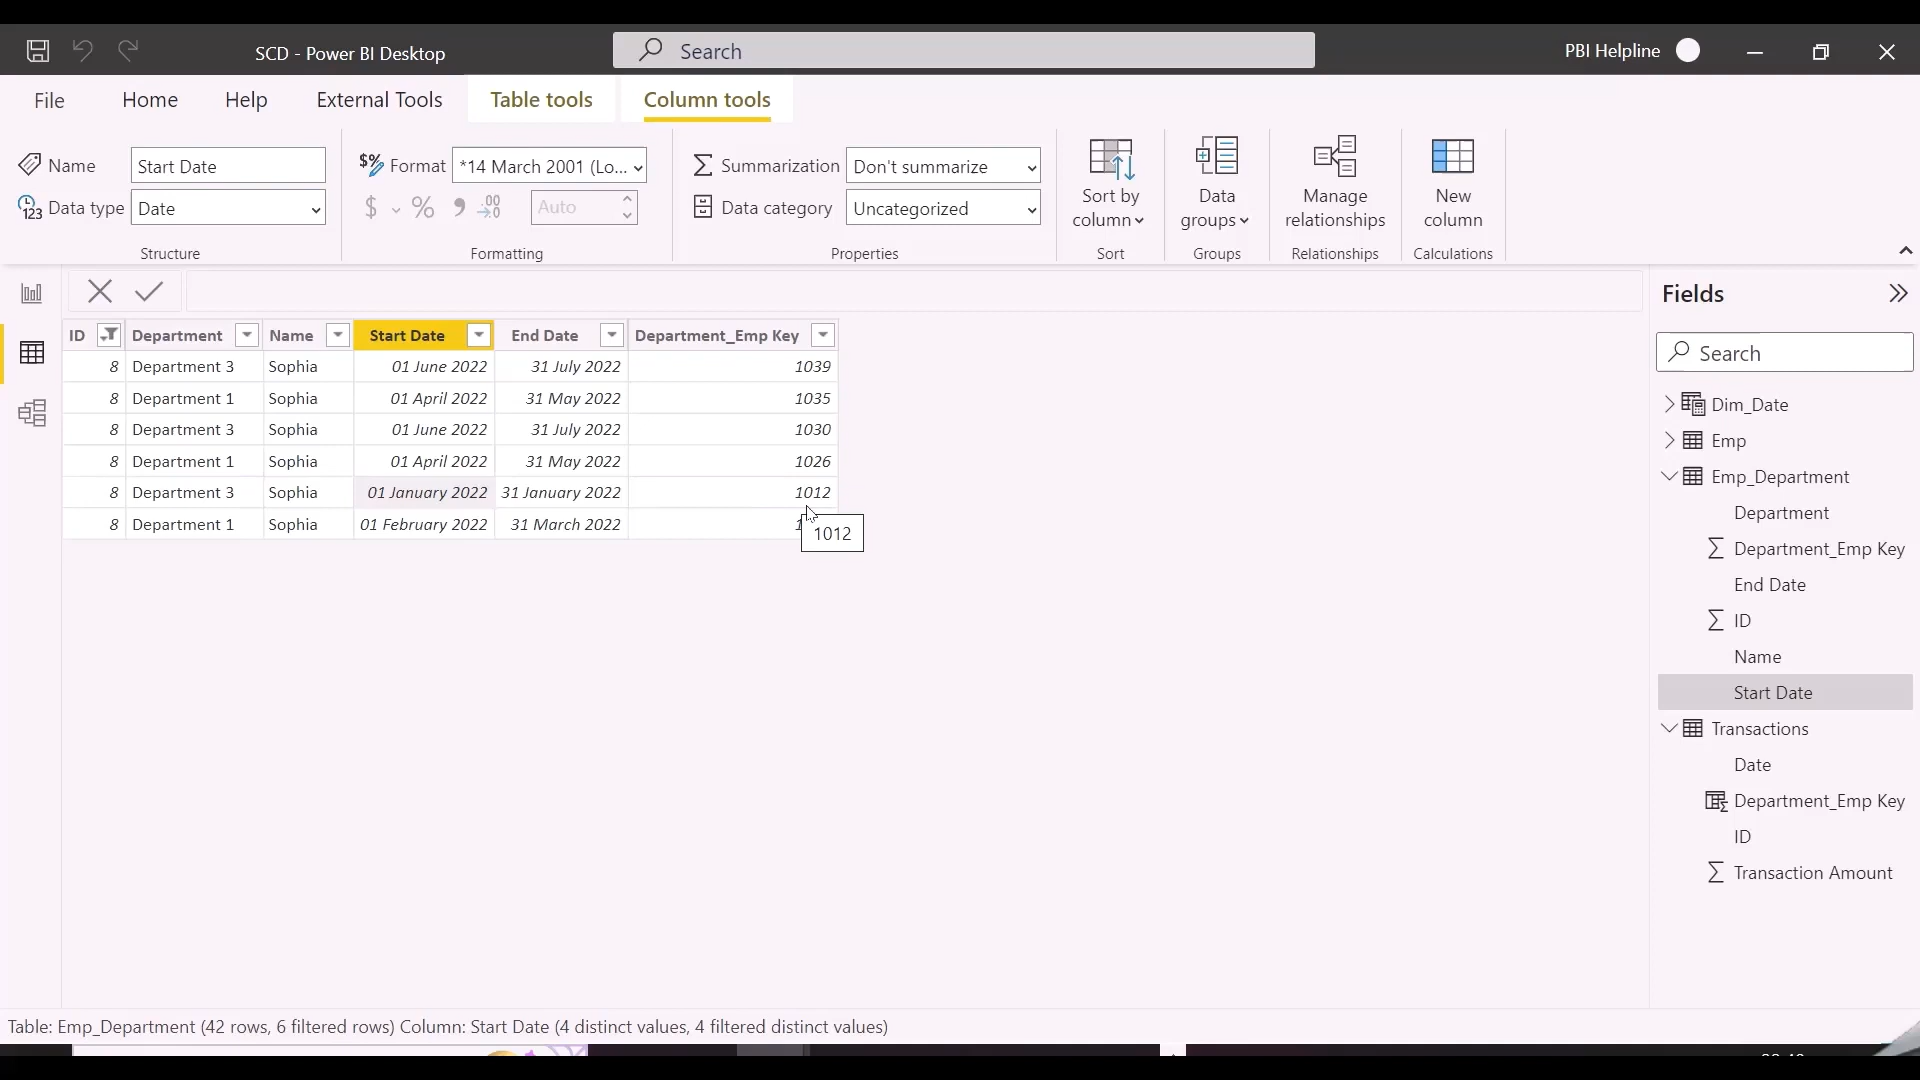 SCD - Power BI Desktop
Search
PBI Helpline
File
Home
Help
External Tools
Table tools
Column tools
Name
Start Date
$% Format
*14 March 2001 (Lo...
Summarization
Don't summarize
Sort by
column
Data
groups
Manage
relationships
New
column
123 Data type
Date
$ % 9 .00
Auto
Data category
Uncategorized
Structure
Formatting
Properties
Sort
Groups
Relationships
Calculations
Fields
ID Department Name Start Date End Date Department_Emp Key
8 Department 3 Sophia 01 June 2022 31 July 2022 1039
8 Department 1 Sophia 01 April 2022 31 May 2022 1035
8 Department 3 Sophia 01 June 2022 31 July 2022 1030
8 Department 1 Sophia 01 April 2022 31 May 2022 1026
8 Department 3 Sophia 01 January 2022 31 January 2022 1012
8 Department 1 Sophia 01 February 2022 31 March 2022
1012
Search
Dim_Date
Emp
Emp_Department
Department
Σ Department_Emp Key
End Date
Σ ID
Name
Start Date
Transactions
Date
Department_Emp Key
ID
Σ Transaction Amount
Table: Emp_Department (42 rows, 6 filtered rows) Column: Start Date (4 distinct values, 4 filtered distinct values)